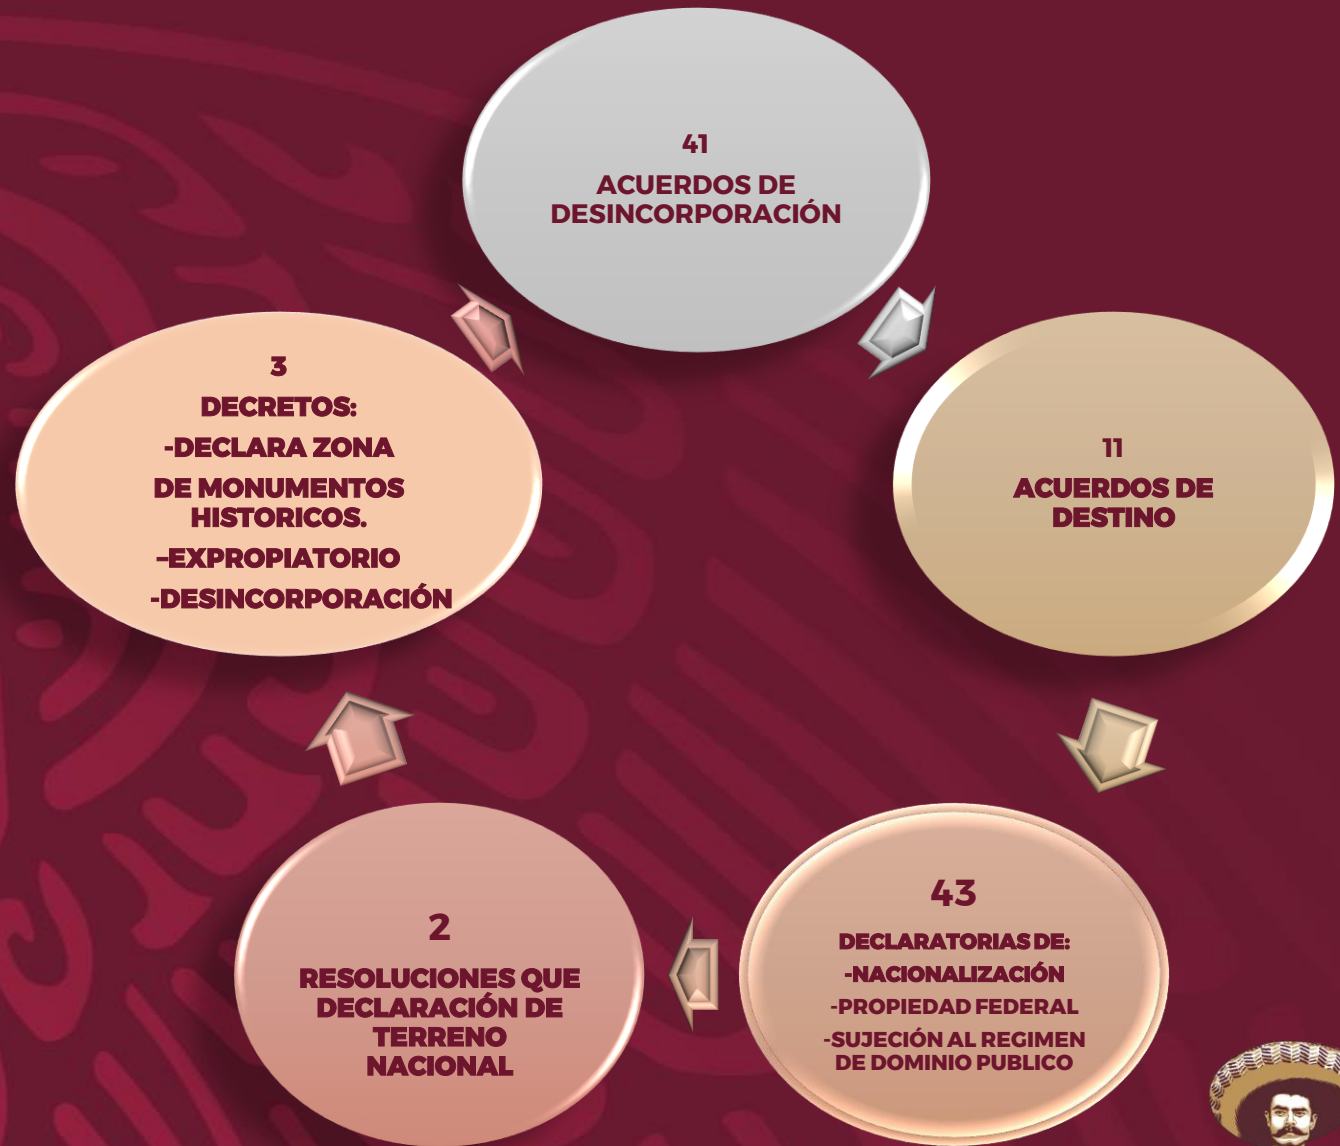 41
ACUERDOS DE
DESINCORPORACIÓN
11
ACUERDOS DE
DESTINO
43
DECLARATORIAS DE:
-NACIONALIZACIÓN
-PROPIEDAD FEDERAL
-SUJECIÓN AL REGIMEN
DE DOMINIO PUBLICO
2
RESOLUCIONES QUE
DECLARACIÓN DE
TERRENO
NACIONAL
3
DECRETOS:
-DECLARA ZONA
DE MONUMENTOS
HISTORICOS.
–EXPROPIATORIO
-DESINCORPORACIÓN